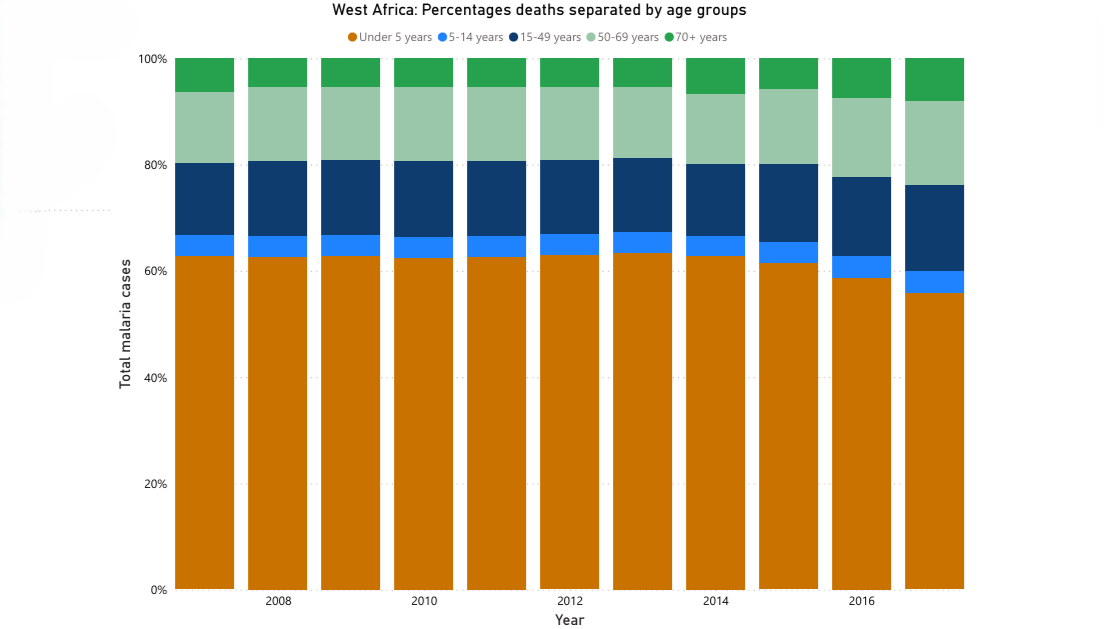 West Africa: Percentages deaths separated by age groups
Under 5 years 5-14 years 15-49 years 50-69 years 70+ years
100%
80%
60%
40%
20%
0%
Total malaria cases
2008 2010 2012 2014 2016
Year